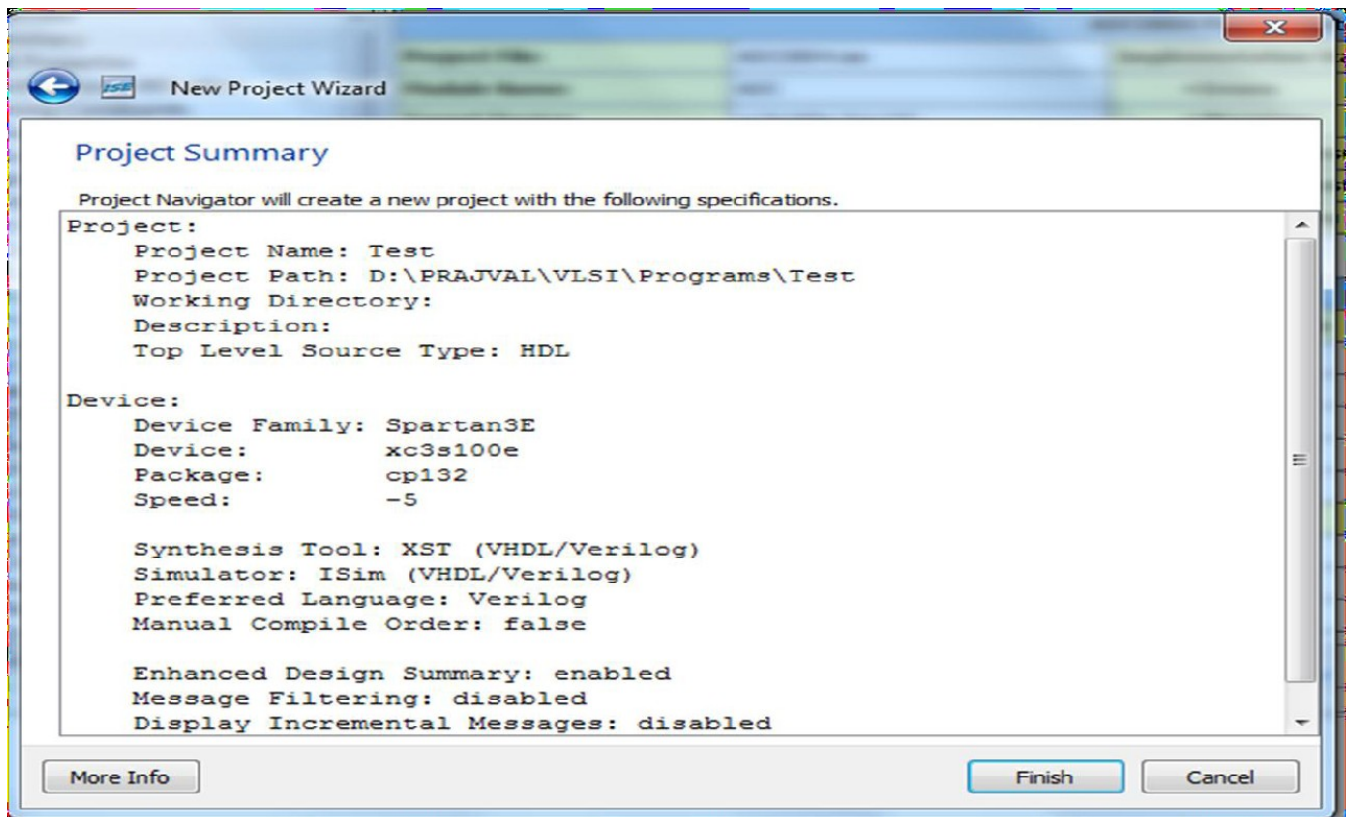 ISE New Project Wizard
Project Summary
Project Navigator will create a new project with the following specifications.
Project:
Project Name: Test
Project Path: D:\PRAJVAL\VLSI\Programs\Test
Working Directory:
Description:
Top Level Source Type: HDL
Device:
Device Family: Spartan3E
Device: xc3s100e
Package: cp132
Speed: -5
Synthesis Tool: XST (VHDL/Verilog)
Simulator: ISim (VHDL/Verilog)
Preferred Language: Verilog
Manual Compile Order: false
Enhanced Design Summary: enabled
Message Filtering: disabled
Display Incremental Messages: disabled
More Info Finish Cancel